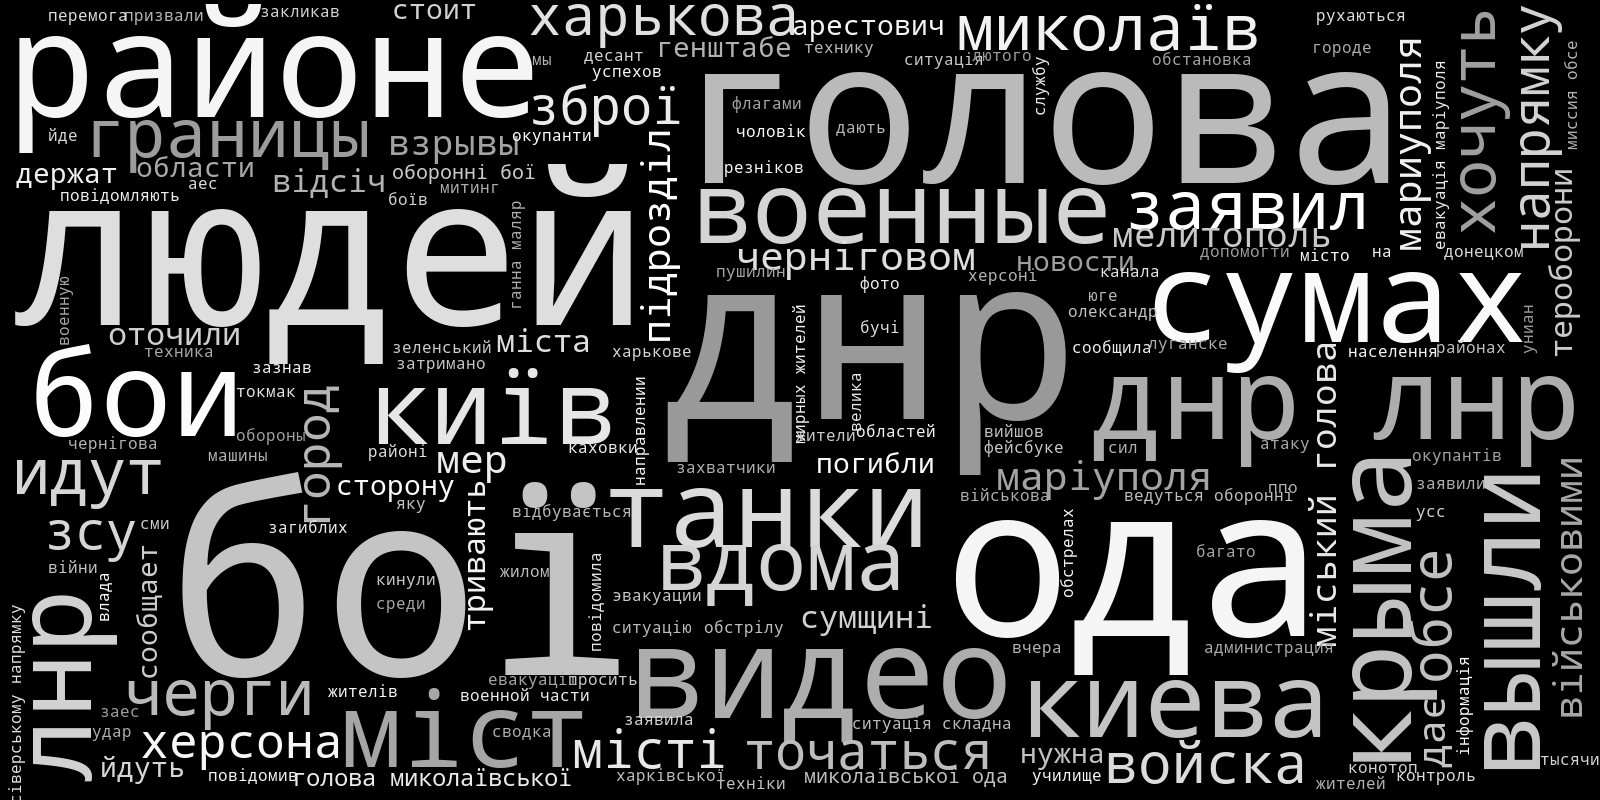 перемога
призвали
закликав
стоит
харькова
арестович
миколаїв
рухаються
районе
мы
десант
генштабе
технику
ситуація
лютого
обстановка
городе
хочуть
напрямку
миссия обсе
успехов
зброї
голова
службу
мариуполя
евакуація маріуполя
флагами
йде
границы
взрывы
окупанти
чоловік
дають
підрозділ
держат
области
аес
відсіч
оборонні бої
митинг
резніков
повідомляють
боїв
людей
военные
заявил
мелитополь
тероборони
ганна маляр
черніговом
новости
канала
допомогти
місто
на
донецком
пушилин
фото
херсоні
сумах
военную
днр
юге
олександр
бучі
оточили
техника
зеленський
затримано
міста
харькове
мирных жителей
сообщила
луганске
населення
районах
униан
бои
зазнав
токмак
город
київ
направлении
велика
днр
лнр
міський голова
чернігова
обороны
машины
районі
мер
каховки
жители
областей
вийшов
фейсбуке
сил
атаку
окупантів
идут
сторону
яку
захватчики
погибли
маріуполя
ппо
військова
ведуться оборонні
заявили
зсу
сми
загиблих
бої
тривають
відбувається
танки
ода
обстрелах
крыма
усс
вышли
військовими
війни
влада
сообщает
кинули
среди
жилом
повідомила
вдома
эвакуации
багато
дає
обсе
лнр
сіверському напрямку
ситуацію обстрілу
сумщині
вчера
администрация
черги
жителів
евакуації
просить
военной части
видео
киева
інформація
заес
удар
міст
сводка
заявила
ситуація складна
херсона
місті
точаться
нужна
войска
йдуть
повідомив
голова миколаївської
харківської
техніки
миколаївської ода
училище
жителей
конотоп
контроль
тысячи